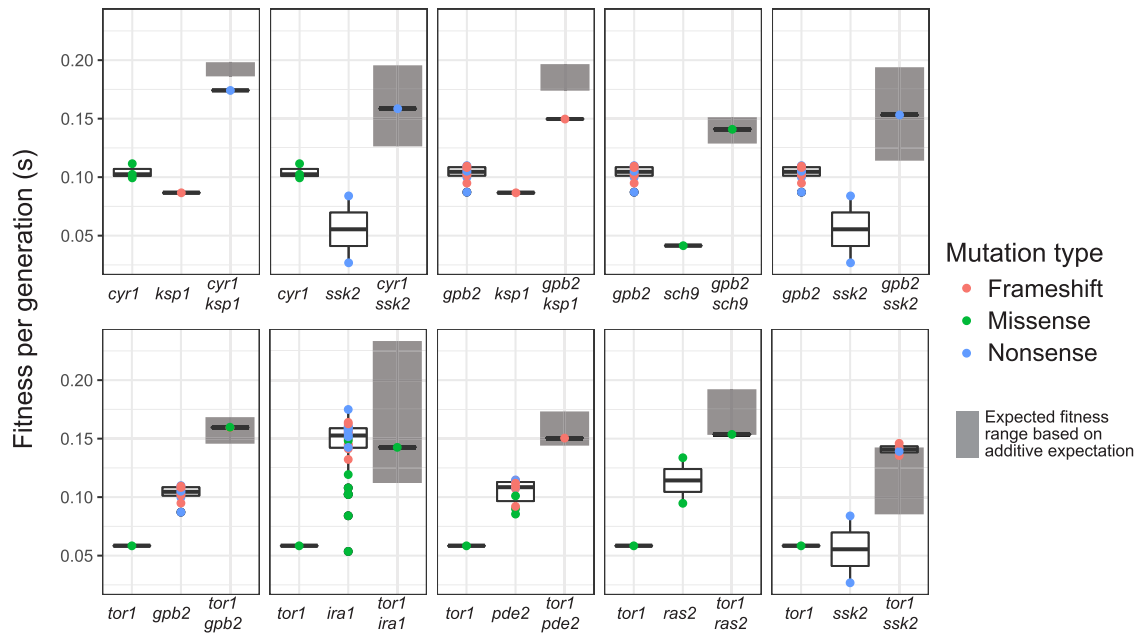 Fitness per generation (s)
0.20
0.15
0.10
0.05
cyr1 ksp1 cyr1
ksp1
cyr1 ssk2 cyr1
ssk2
gpb2 ksp1 gpb2
ksp1
gpb2 sch9 gpb2
sch9
gpb2 ssk2 gpb2
ssk2
0.20
0.15
0.10
0.05
tor1 gpb2 tor1
gpb2
tor1 ira1 tor1
ira1
tor1 pde2 tor1
pde2
tor1 ras2 tor1
ras2
tor1 ssk2 tor1
ssk2
Mutation type
Frameshift
Missense
Nonsense
Expected fitness
range based on
additive expectation